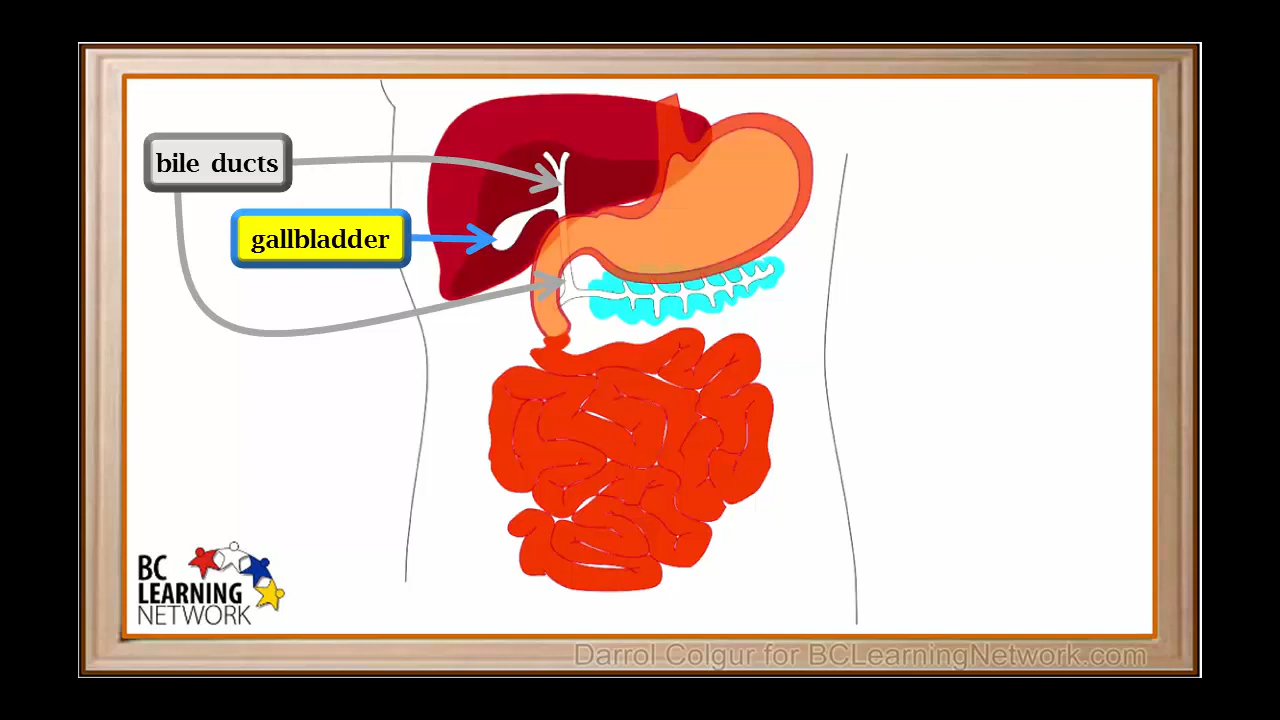 bile ducts
gallbladder
BC
LEARNING
NETWORK
Darrol Colgur for BCLearningNetwork.com